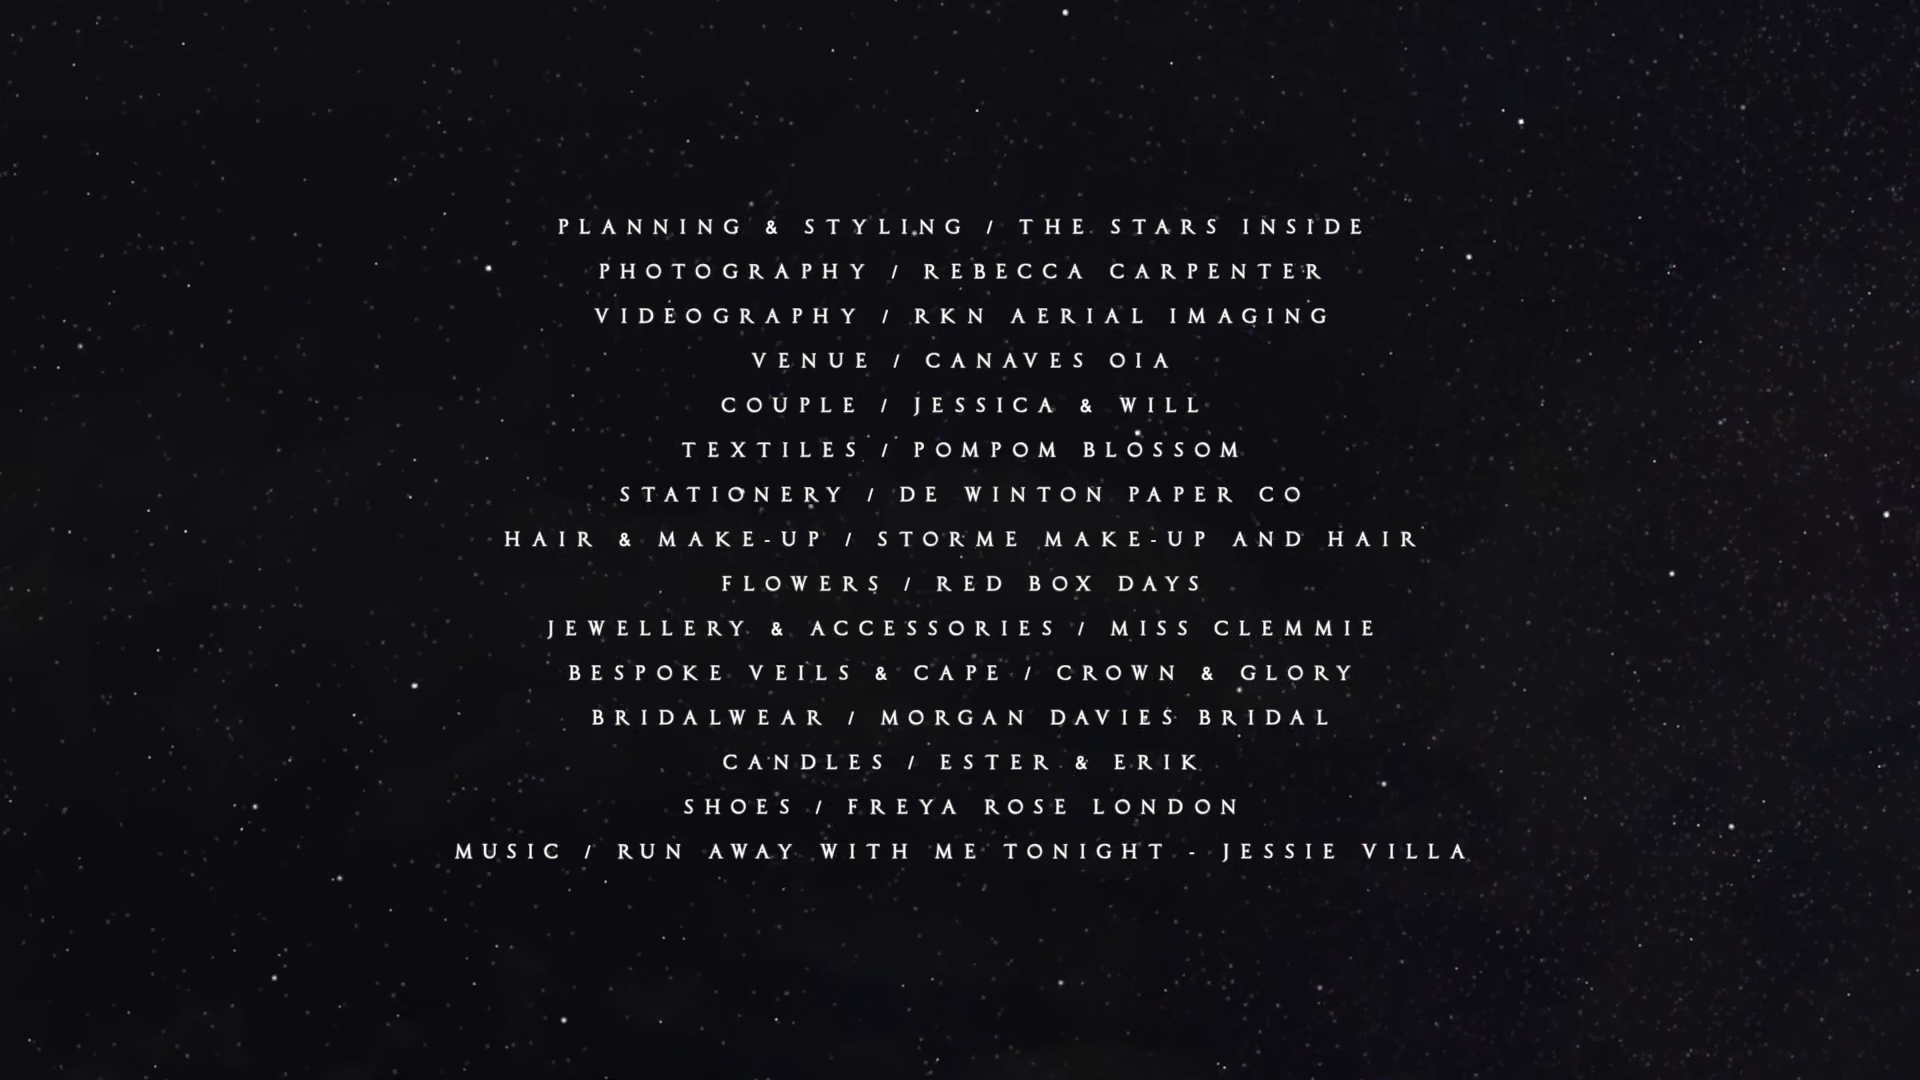 PLANNING & STYLING / THE STARS INSIDE
PHOTOGRAPHY / REBECCA CARPENTER
VIDEOGRAPHY / RKN AERIAL IMAGING
VENUE / CANAVES OIA
COUPLE / JESSICA & WILL
TEXTILES / POMPOM BLOSSOM
STATIONERY / DE WINTON PAPER CO
HAIR & MAKE-UP / STORME MAKE-UP AND HAIR
FLOWERS / RED BOX DAYS
JEWELLERY & ACCESSORIES / MISS CLEMMIE
BESPOKE VEILS & CAPE / CROWN & GLORY
BRIDALWEAR / MORGAN DAVIES BRIDAL
CANDLES / ESTER & ERIK
SHOES / FREYA ROSE LONDON
MUSIC / RUN AWAY WITH ME TONIGHT - JESSIE VILLA